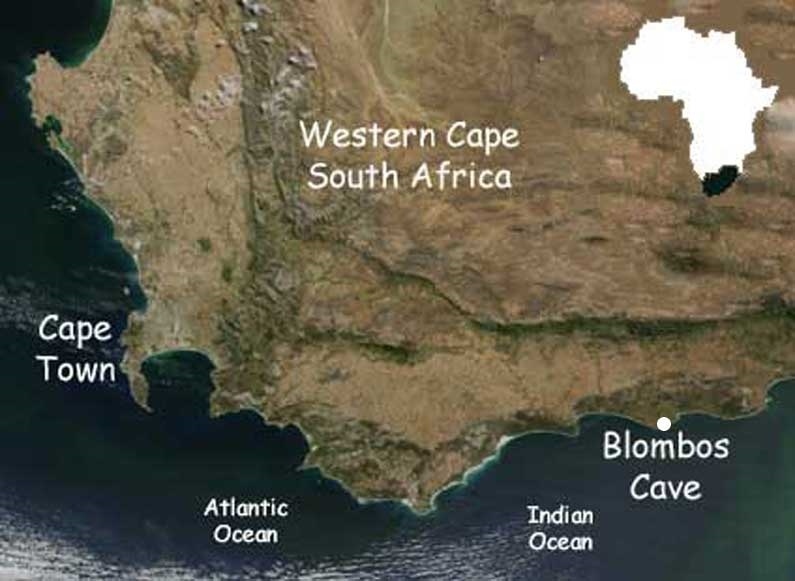 Western Cape
South Africa
Cape
Town
Blombos
Cave
Atlantic
Ocean
Indian
Ocean